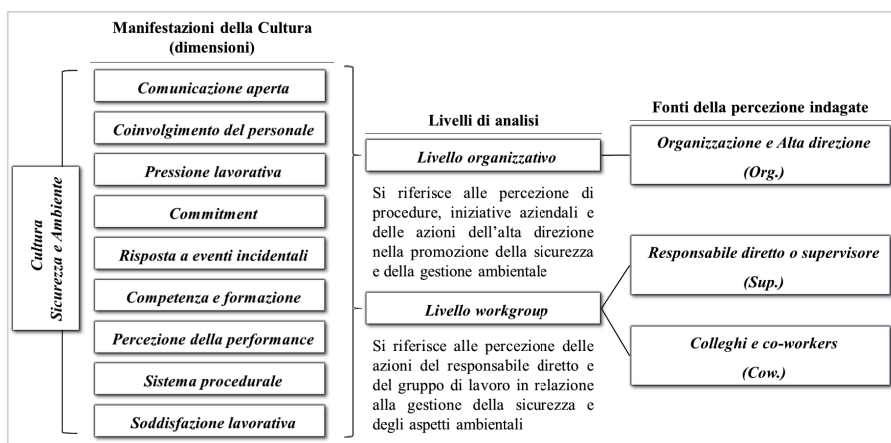 Manifestazioni della Cultura
(dimensioni)
Cultura
Sicurezza e Ambiente
Comunicazione aperta
Coinvolgimento del personale
Pressione lavorativa
Commitment
Risposta a eventi incidentali
Competenza e formazione
Percezione della performance
Sistema procedurale
Soddisfazione lavorativa
Livelli di analisi
Livello organizzativo
Si riferisce alle percezione di
procedure, iniziative aziendali e
delle azioni dell'alta direzione
nella promozione della sicurezza
e della gestione ambientale
Livello workgroup
Si riferisce alle percezione delle
azioni del responsabile diretto e
del gruppo di lavoro in relazione
alla gestione della sicurezza e
degli aspetti ambientali
Fonti della percezione indagate
Organizzazione e Alta direzione
(Org.)
Responsabile diretto o supervisore
(Sup.)
Colleghi e co-workers
(Cow.)